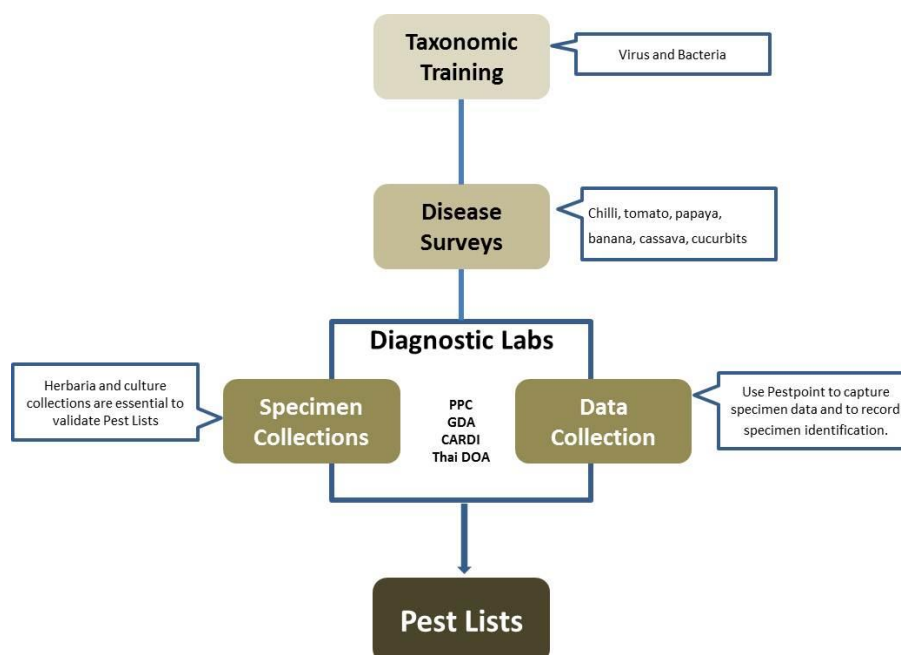 Taxonomic
Training
Virus and Bacteria
Disease
Surveys
Chilli, tomato, papaya,
banana, cassava, cucurbits
Diagnostic Labs
Herbaria and culture
collections are essential to
validate Pest Lists
Specimen
Collections
PPC
GDA
CARDI
Thai DOA
Data
Collection
Use Pestpoint to capture
specimen data and to record
specimen identification.
Pest Lists